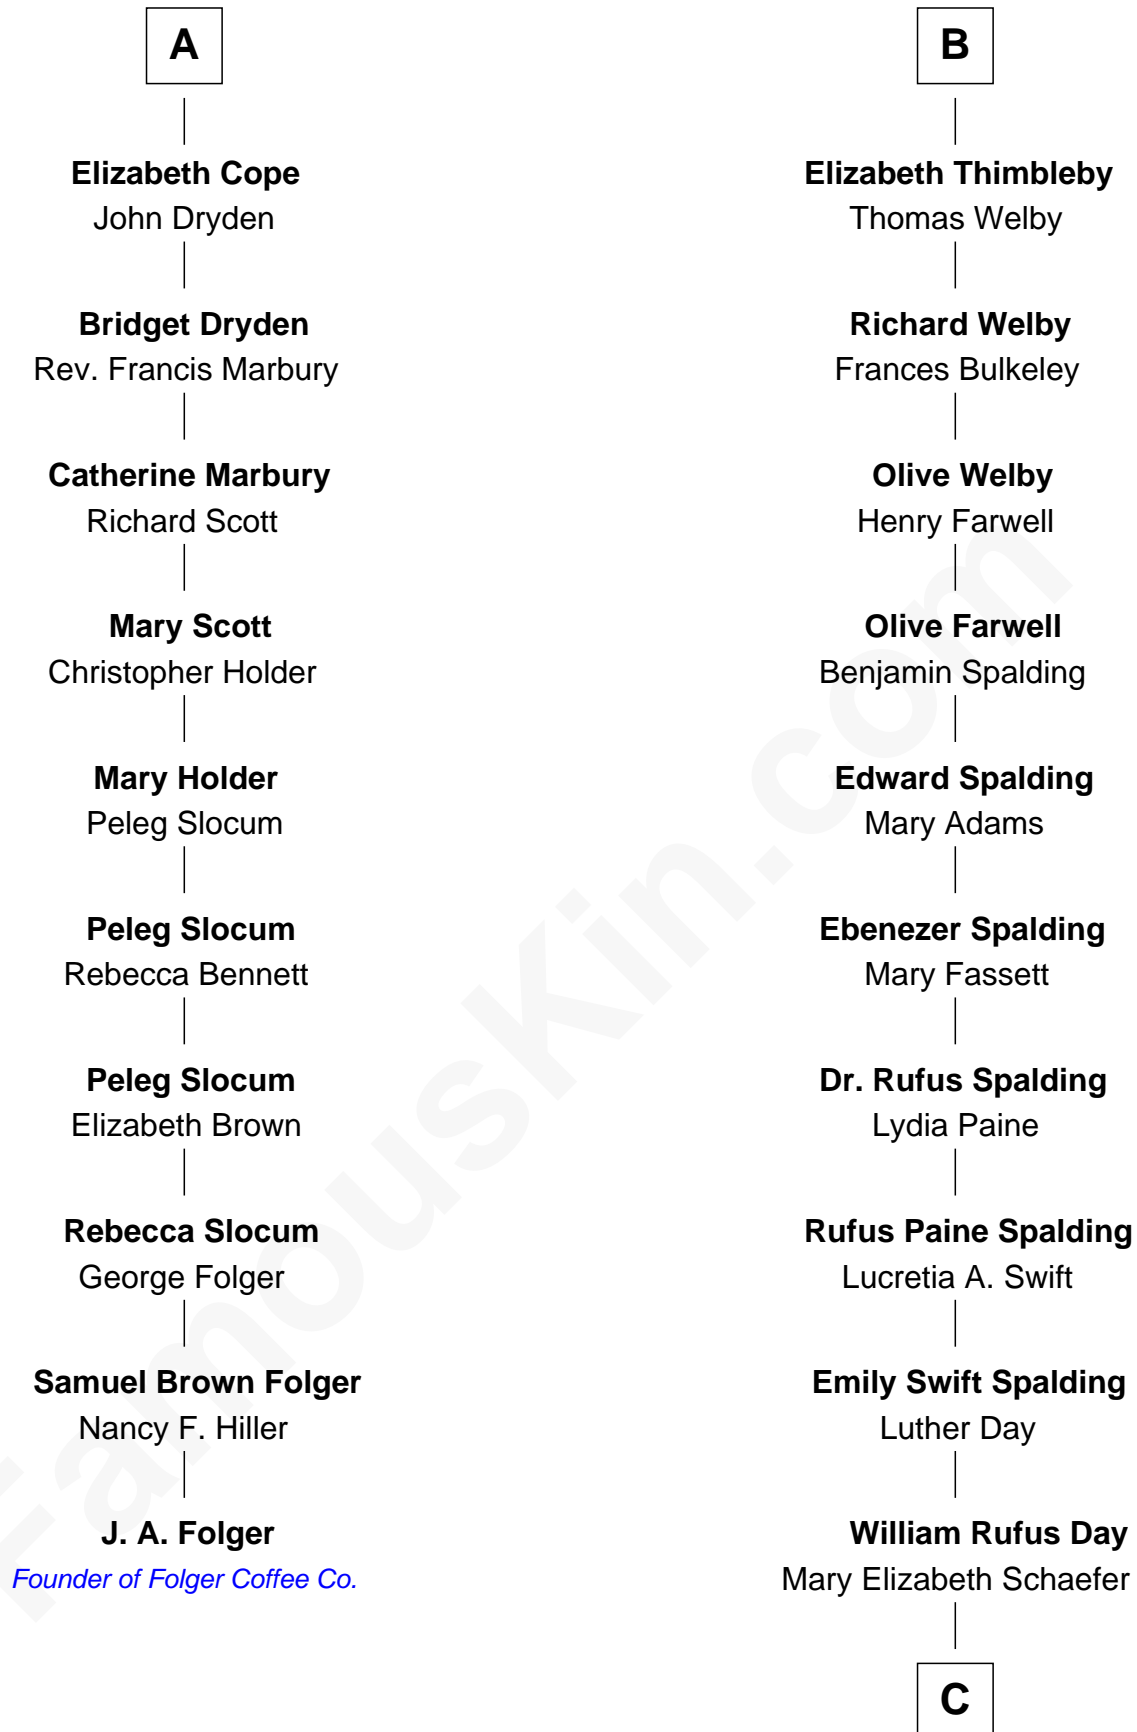 A
Elizabeth Cope
John Dryden
Bridget Dryden
Rev. Francis Marbury
Catherine Marbury
Richard Scott
Mary Scott
Christopher Holder
Mary Holder
Peleg Slocum
Peleg Slocum
Rebecca Bennett
Peleg Slocum
Elizabeth Brown
Rebecca Slocum
George Folger
Samuel Brown Folger
Nancy F. Hiller
J. A. Folger
Founder of Folger Coffee Co.
B
Elizabeth Thimbleby
Thomas Welby
Richard Welby
Frances Bulkeley
Olive Welby
Henry Farwell
Olive Farwell
Benjamin Spalding
Edward Spalding
Mary Adams
Ebenezer Spalding
Mary Fassett
Dr. Rufus Spalding
Lydia Paine
Rufus Paine Spalding
Lucretia A. Swift
Emily Swift Spalding
Luther Day
William Rufus Day
Mary Elizabeth Schaefer
C
FamousKin.com